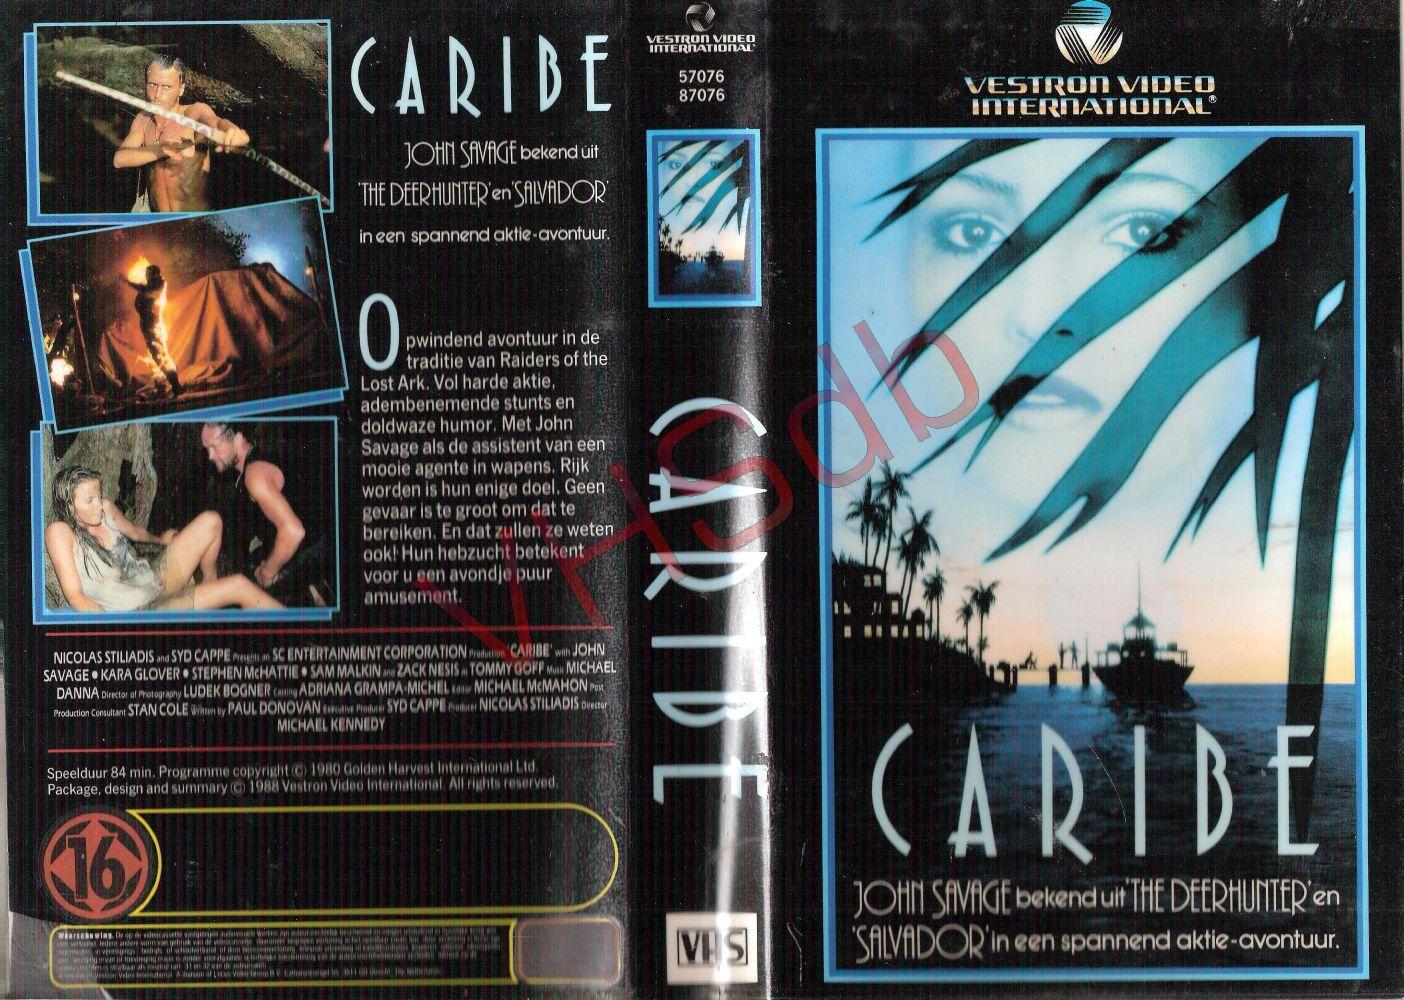 CARIBE
JOHN SAVAGE bekend uit
'THE DEERHUNTER' en 'SALVADOR'
in een spannend aktie-avontuur.
Opwindend avontuur in de
traditie van Raiders of the
Lost Ark. Vol harde aktie,
adembenemende stunts en
doldwaze humor. Met John
Savage als de assistent van een
mooie agente in wapens. Rijk
worden is hun enige doel. Geen
gevaar is te groot om dat te
bereiken. En dat zullen ze weten
ook! Hun hebzucht betekent
voor u een avondje puur
amusement.
NICOLAS STILIADIS and SYD CAPPE Presents an SC ENTERTAINMENT CORPORATION Production 'CARIBE' with JOHN
SAVAGE • KARA GLOVER • STEPHEN McHATTIE • SAM MALKIN and ZACK NESIS as TOMMY GOFF Music MICHAEL
DANNA Director of Photography LUDEK BOGNER Casting ADRIANA GRAMPA-MICHEL Editor MICHAEL McMAHON Post
Production Consultant STAN COLE Written by PAUL DONOVAN Executive Producer SYD CAPPE Producer NICOLAS STILIADIS Director
MICHAEL KENNEDY
Speelduur 84 min. Programme copyright © 1980 Golden Harvest International Ltd.
Package, design and summary © 1988 Vestron Video International. All rights reserved.
16
Waarschuwing.
VESTRON VIDEO
INTERNATIONAL
57076
87076
CARIBE
VHS
VESTRON VIDEO
INTERNATIONAL®
CARIBE
JOHN SAVAGE bekend uit 'THE DEERHUNTER' en
'SALVADOR' in een spannend aktie-avontuur.
VHSdb